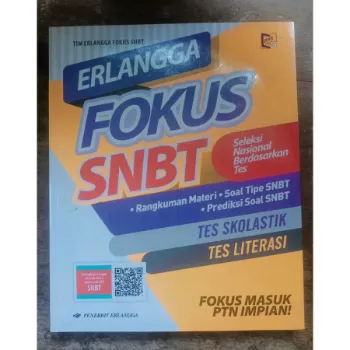 TIM ERLANGGA FOKUS SNBT
ERLANGGA
FOKUS
SNBT
Seleksi
Nasional
Berdasarkan
Tes
• Rangkuman Materi • Soal Tipe SNBT
• Prediksi Soal SNBT
TES SKOLASTIK
TES LITERASI
SNBT
FOKUS MASUK
PTN IMPIAN!
PENERBIT ERLANGGA